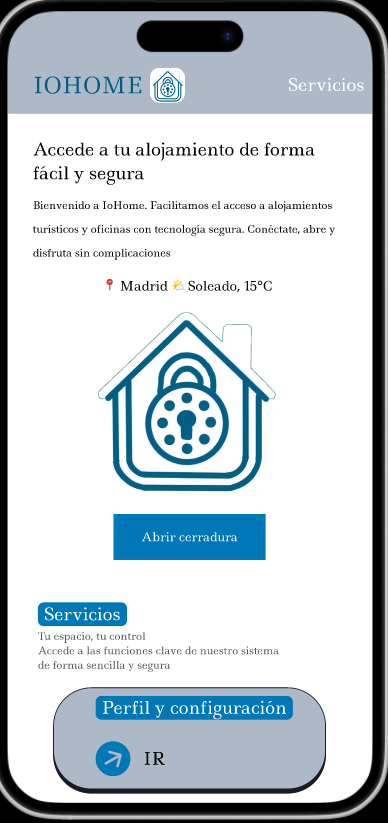 IOHOME
Servicios
Accede a tu alojamiento de forma
fácil y segura
Bienvenido a IoHome. Facilitamos el acceso a alojamientos
turísticos y oficinas con tecnología segura. Conéctate, abre y
disfruta sin complicaciones
📍 Madrid 🌤️ Soleado, 15°C
Abrir cerradura
Servicios
Tu espacio, tu control
Accede a las funciones clave de nuestro sistema
de forma sencilla y segura
Perfil y configuración
IR